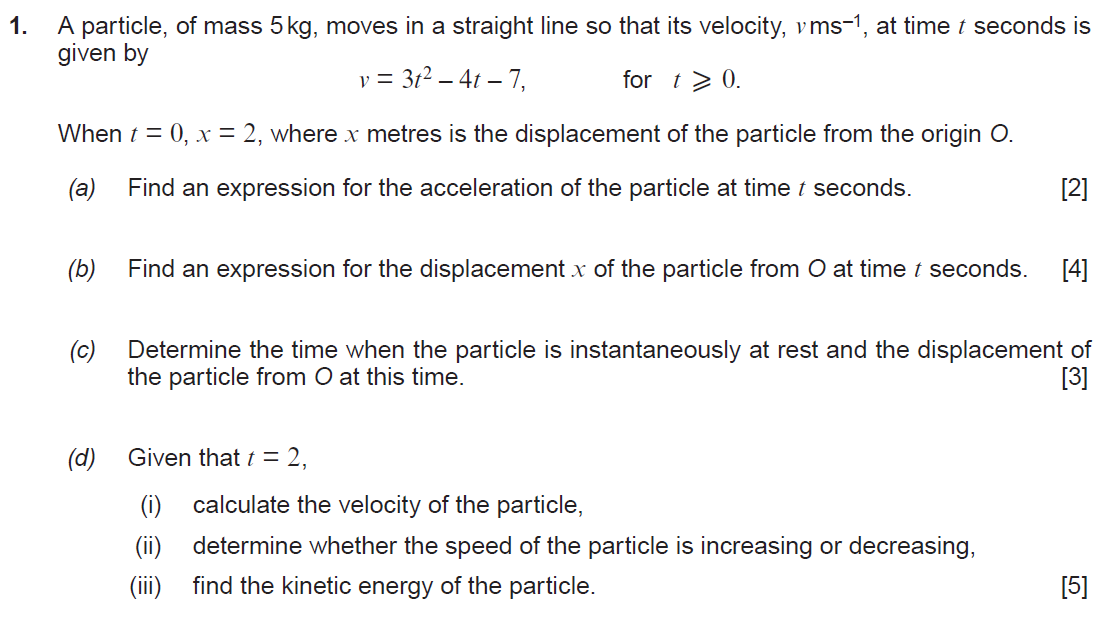 1. A particle, of mass 5 kg, moves in a straight line so that its velocity, v ms⁻¹, at time t seconds is
given by
v = 3t² – 4t – 7, for t ⩾ 0.
When t = 0, x = 2, where x metres is the displacement of the particle from the origin O.
(a) Find an expression for the acceleration of the particle at time t seconds. [2]
(b) Find an expression for the displacement x of the particle from O at time t seconds. [4]
(c) Determine the time when the particle is instantaneously at rest and the displacement of
the particle from O at this time. [3]
(d) Given that t = 2,
(i) calculate the velocity of the particle,
(ii) determine whether the speed of the particle is increasing or decreasing,
(iii) find the kinetic energy of the particle. [5]